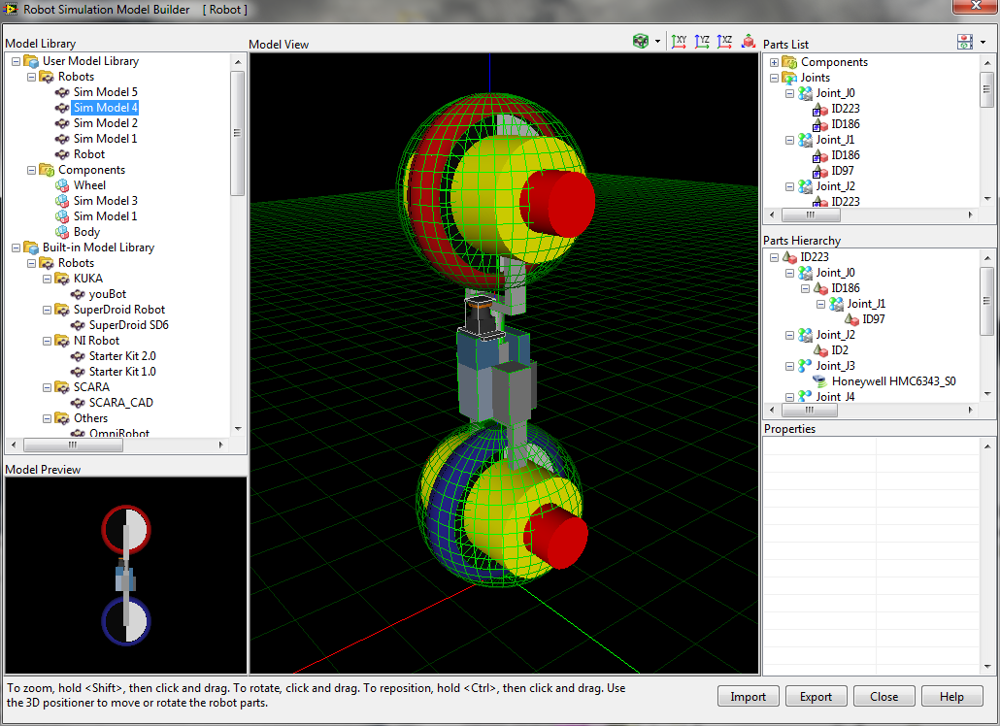 Robot Simulation Model Builder [ Robot ]
Model Library
User Model Library
Robots
Sim Model 5
Sim Model 4
Sim Model 2
Sim Model 1
Robot
Components
Wheel
Sim Model 3
Sim Model 1
Body
Built-in Model Library
Robots
KUKA
youBot
SuperDroid Robot
SuperDroid SD6
NI Robot
Starter Kit 2.0
Starter Kit 1.0
SCARA
SCARA_CAD
Others
OmniRobot
Model Preview
Model View
XY
YZ
XZ
Parts List
Components
Joints
Joint_J0
ID223
ID186
Joint_J1
ID186
ID97
Joint_J2
ID223
Parts Hierarchy
ID223
Joint_J0
ID186
Joint_J1
ID97
Joint_J2
ID2
Joint_J3
Honeywell HMC6343_S0
Joint_J4
Properties
To zoom, hold <Shift>, then click and drag. To rotate, click and drag. To reposition, hold <Ctrl>, then click and drag. Use
the 3D positioner to move or rotate the robot parts.
Import
Export
Close
Help